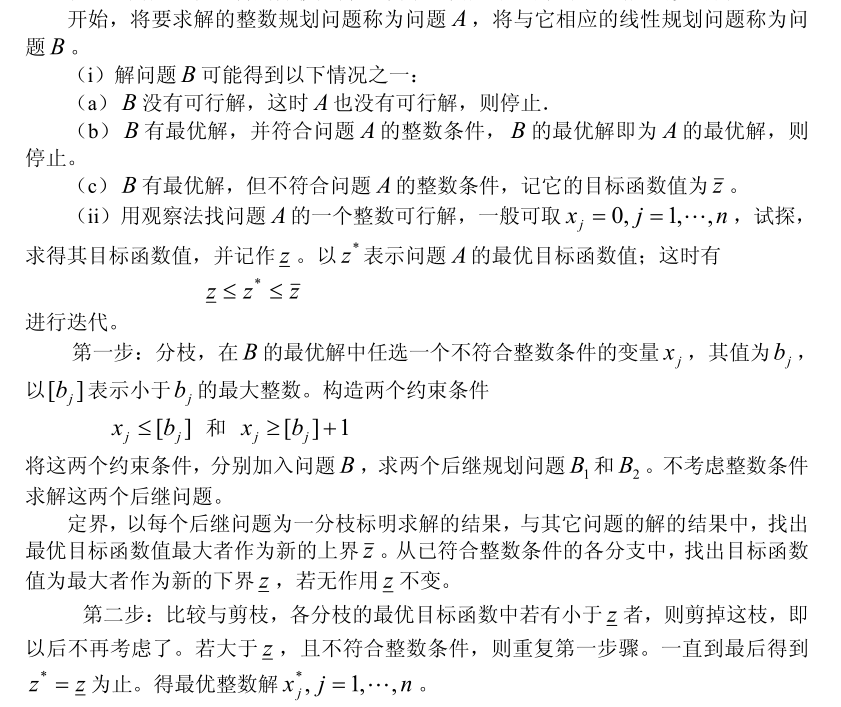 开始，将要求解的整数规划问题称为问题 A，将与它相应的线性规划问题称为问
题 B。
（i）解问题 B 可能得到以下情况之一：
（a） B 没有可行解，这时 A 也没有可行解，则停止．
（b） B 有最优解，并符合问题 A 的整数条件， B 的最优解即为 A 的最优解，则
停止。
（c） B 有最优解，但不符合问题 A 的整数条件，记它的目标函数值为 z̄ 。
（ii）用观察法找问题 A 的一个整数可行解，一般可取 x_j = 0, j = 1,⋯,n ，试探，
求得其目标函数值，并记作 z̲ 。以 z* 表示问题 A 的最优目标函数值；这时有
z̲ ≤ z* ≤ z̄
进行迭代。
第一步：分枝，在 B 的最优解中任选一个不符合整数条件的变量 x_j ，其值为 b_j ，
以 [b_j] 表示小于 b_j 的最大整数。构造两个约束条件
x_j ≤ [b_j] 和 x_j ≥ [b_j] + 1
将这两个约束条件，分别加入问题 B ，求两个后继规划问题 B_1 和 B_2 。不考虑整数条件
求解这两个后继问题。
定界，以每个后继问题为一分枝标明求解的结果，与其它问题的解的结果中，找出
最优目标函数值最大者作为新的上界 z̄ 。从已符合整数条件的各分支中，找出目标函数
值为最大者作为新的下界 z̲ ，若无作用 z̲ 不变。
第二步：比较与剪枝，各分枝的最优目标函数中若有小于 z̲ 者，则剪掉这枝，即
以后不再考虑了。若大于 z̲ ，且不符合整数条件，则重复第一步骤。一直到最后得到
z* = z̲ 为止。得最优整数解 x_j*, j = 1,⋯,n 。